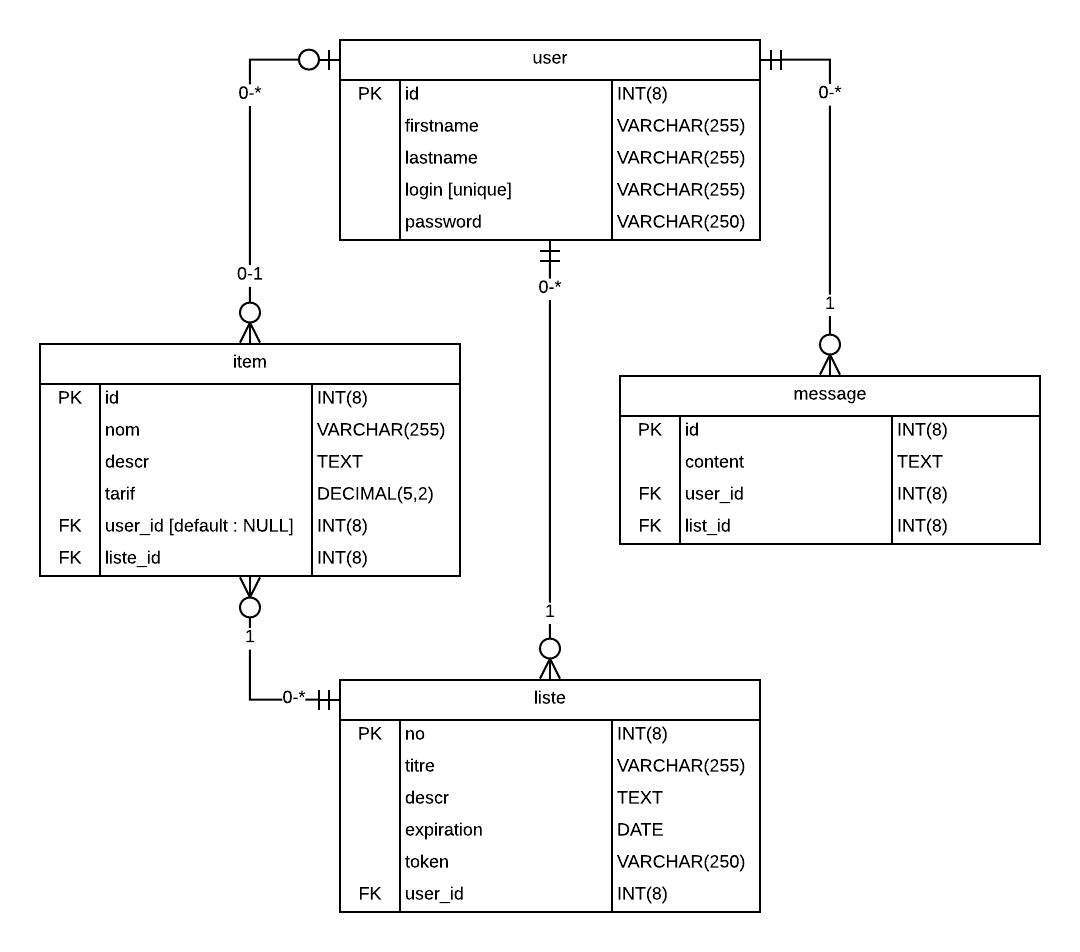 user
PK id INT(8)
firstname VARCHAR(255)
lastname VARCHAR(255)
login [unique] VARCHAR(255)
password VARCHAR(250)
0-*
0-*
0-1
0-*
1
item
PK id INT(8)
nom VARCHAR(255)
descr TEXT
tarif DECIMAL(5,2)
FK user_id [default : NULL] INT(8)
FK liste_id INT(8)
message
PK id INT(8)
content TEXT
FK user_id INT(8)
FK list_id INT(8)
1
1
0-*
liste
PK no INT(8)
titre VARCHAR(255)
descr TEXT
expiration DATE
token VARCHAR(250)
FK user_id INT(8)